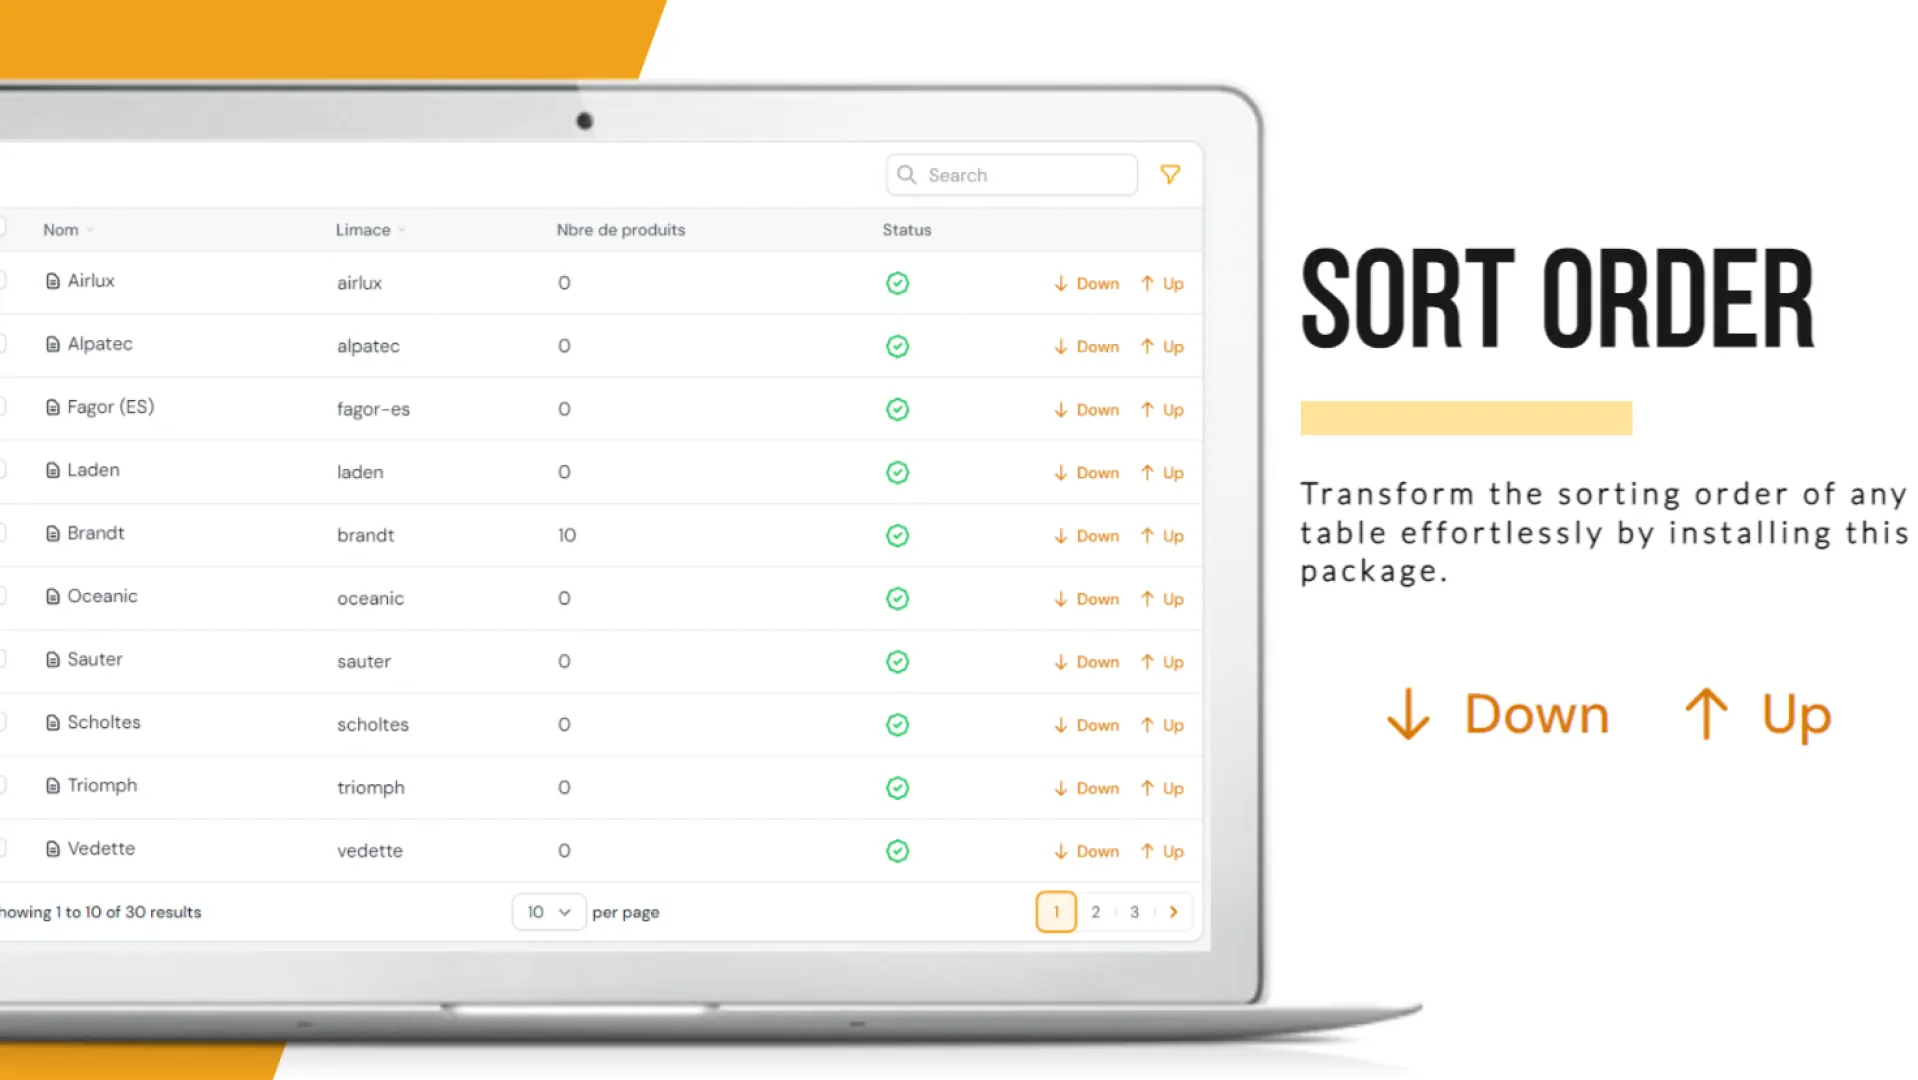 Search
Nom Limace Nbre de produits Status
Airlux airlux 0 Down Up
Alpatec alpatec 0 Down Up
Fagor (ES) fagor-es 0 Down Up
Laden laden 0 Down Up
Brandt brandt 10 Down Up
Oceanic oceanic 0 Down Up
Sauter sauter 0 Down Up
Scholtes scholtes 0 Down Up
Triomph triomph 0 Down Up
Vedette vedette 0 Down Up
howing 1 to 10 of 30 results 10 per page 1 2 3
SORT ORDER
Transform the sorting order of any
table effortlessly by installing this
package.
Down Up